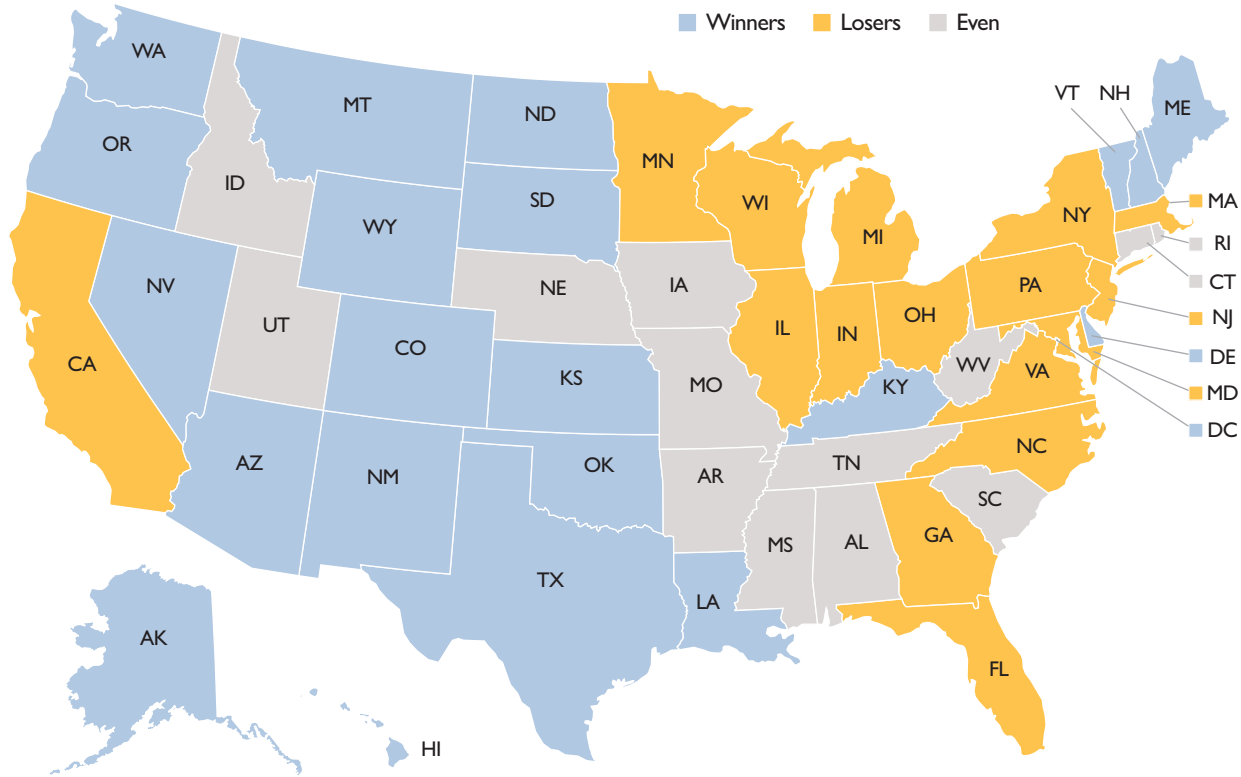 Winners Losers Even
WA
VT NH
ME
MT
ND
OR
MN
ID
SD
WI
MA
NY
WY
MI
RI
CT
NV
NE
IA
PA
UT
OH
NJ
IL
IN
CO
DE
CA
WV
VA
KS
MO
KY
MD
DC
NC
AZ
OK
TN
NM
AR
SC
GA
MS
AL
TX
LA
AK
FL
HI